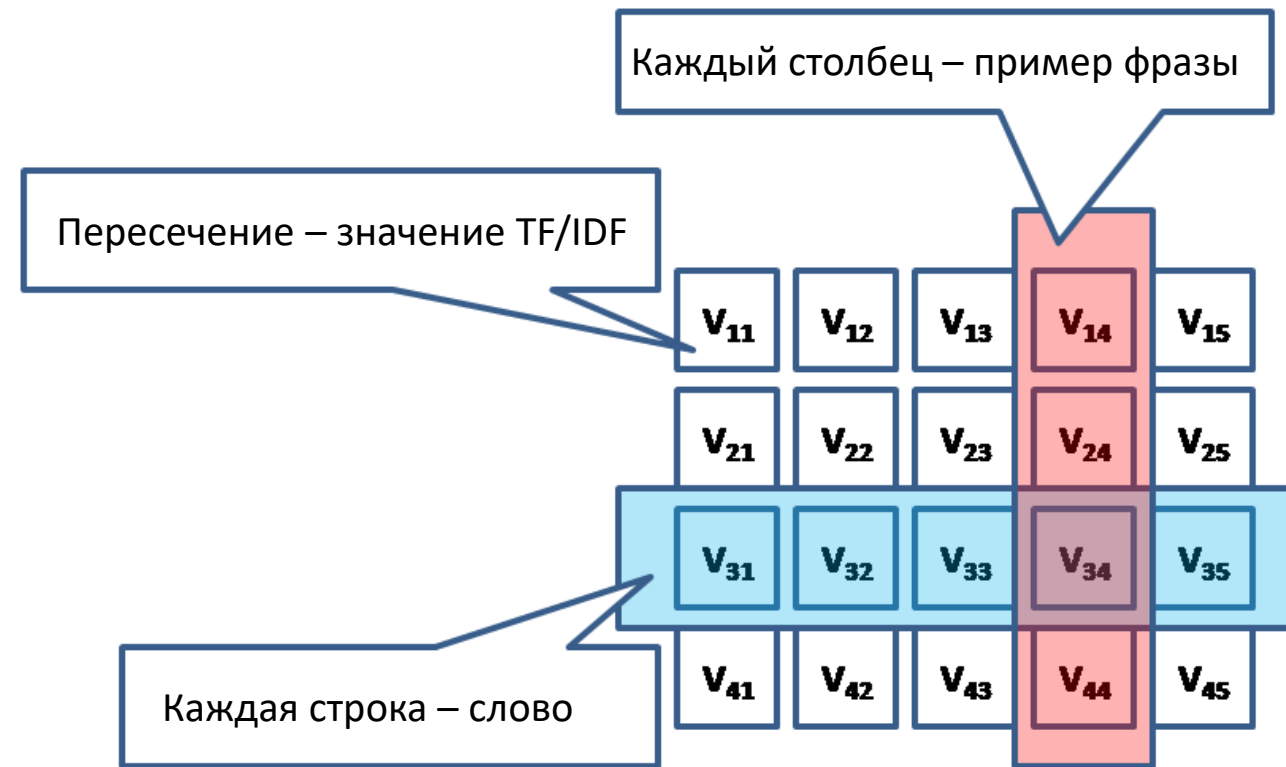 Каждый столбец – пример фразы
Пересечение – значение TF/IDF
V11 V12 V13 V14 V15
V21 V22 V23 V24 V25
V31 V32 V33 V34 V35
V41 V42 V43 V44 V45
Каждая строка – слово